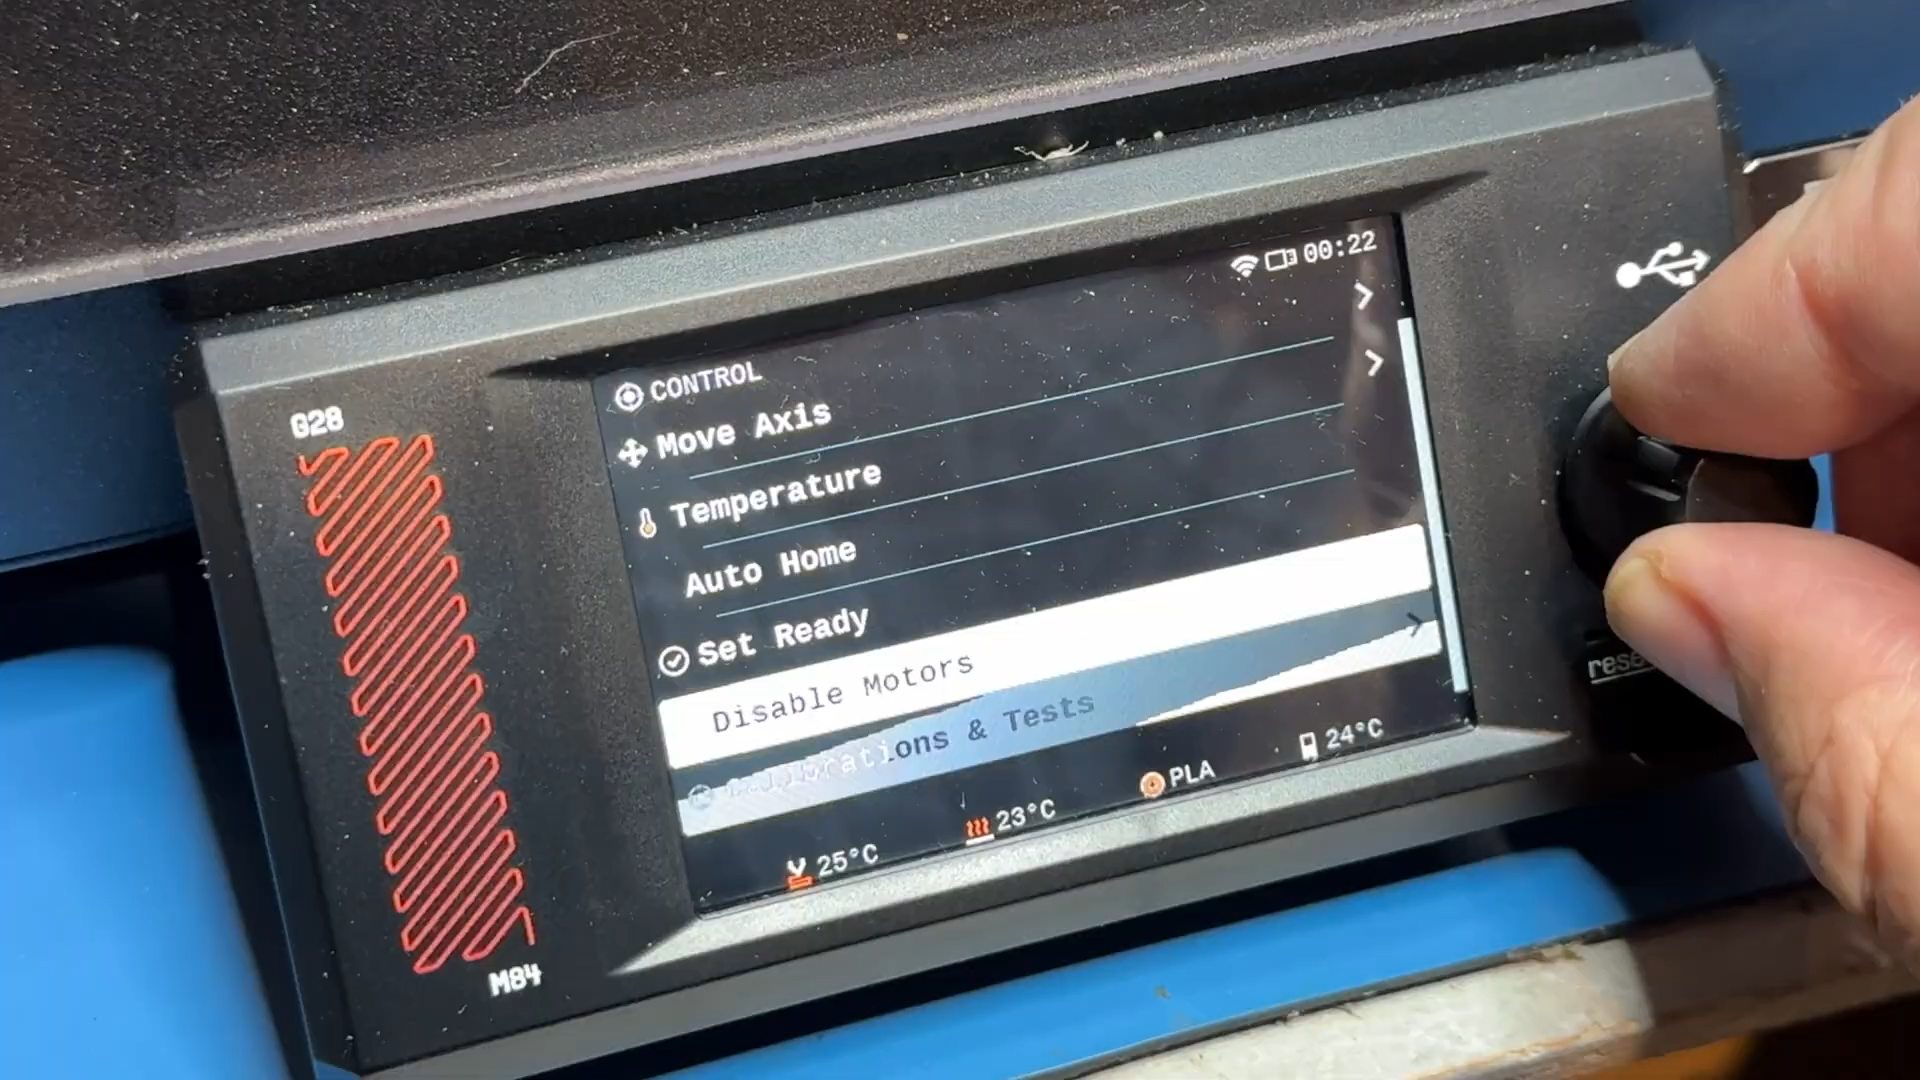 00:22
CONTROL
Move Axis
Temperature
Auto Home
Set Ready
Disable Motors
Calibrations & Tests
25°C
23°C
PLA
24°C
G28
M84